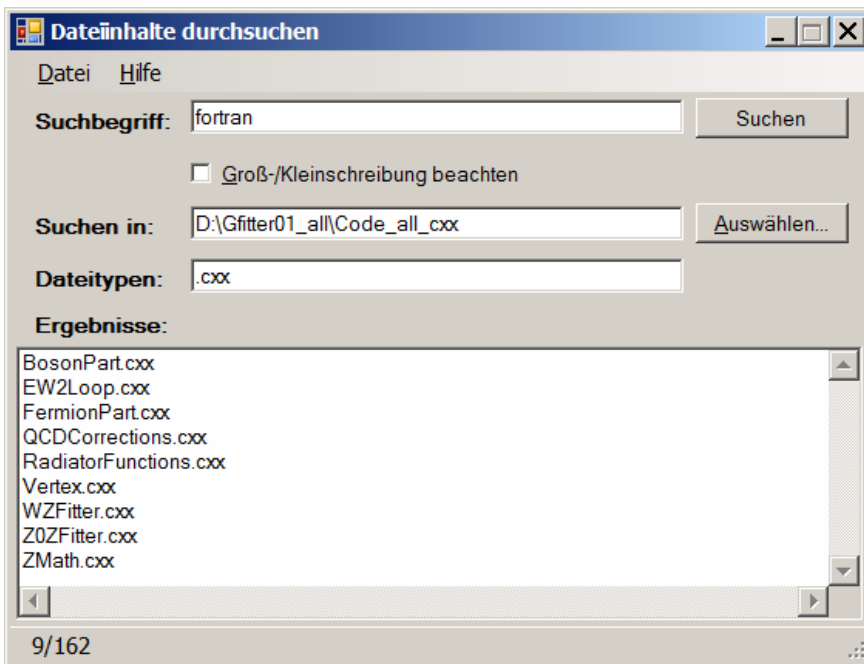 Dateiinhalte durchsuchen
Datei Hilfe
Suchbegriff: fortran Suchen
Groß-/Kleinschreibung beachten
Suchen in: D:\Gfitter01_all\Code_all_cxx Auswählen...
Dateitypen: .cxx
Ergebnisse:
BosonPart.cxx
EW2Loop.cxx
FermionPart.cxx
QCDCorrections.cxx
RadiatorFunctions.cxx
Vertex.cxx
WZFitter.cxx
Z0ZFitter.cxx
ZMath.cxx
9/162